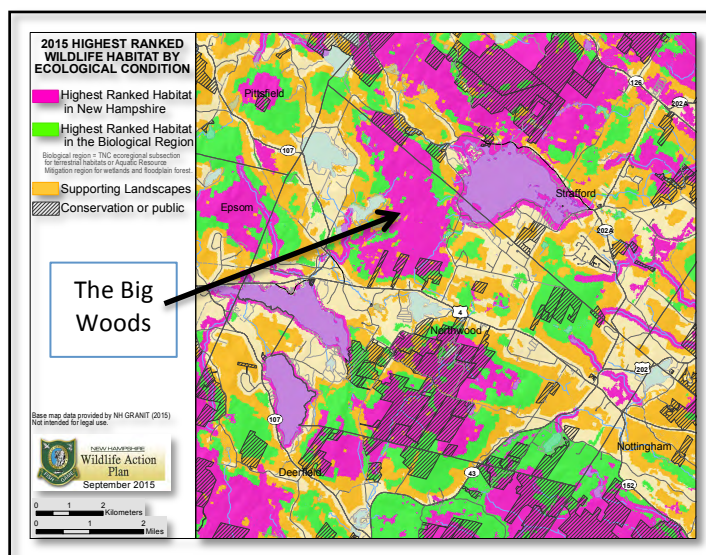 2015 HIGHEST RANKED
WILDLIFE HABITAT BY
ECOLOGICAL CONDITION
Highest Ranked Habitat
in New Hampshire
Highest Ranked Habitat
in the Biological Region
Biological region = TNC ecoregional subsection
for terrestrial habitats or Aquatic Resource
Mitigation region for wetlands and floodplain forest.
Supporting Landscapes
Conservation or public
The Big
Woods
Base map data provided by NH GRANIT (2015)
Not intended for legal use.
NEW HAMPSHIRE
Wildlife Action
Plan
September 2015
0 1 2
Kilometers
0 1 2
Miles
Pittsfield
126
202A
107
Strafford
Epsom
202A
4
Northwood
202
107
Nottingham
Deerfield
43
152